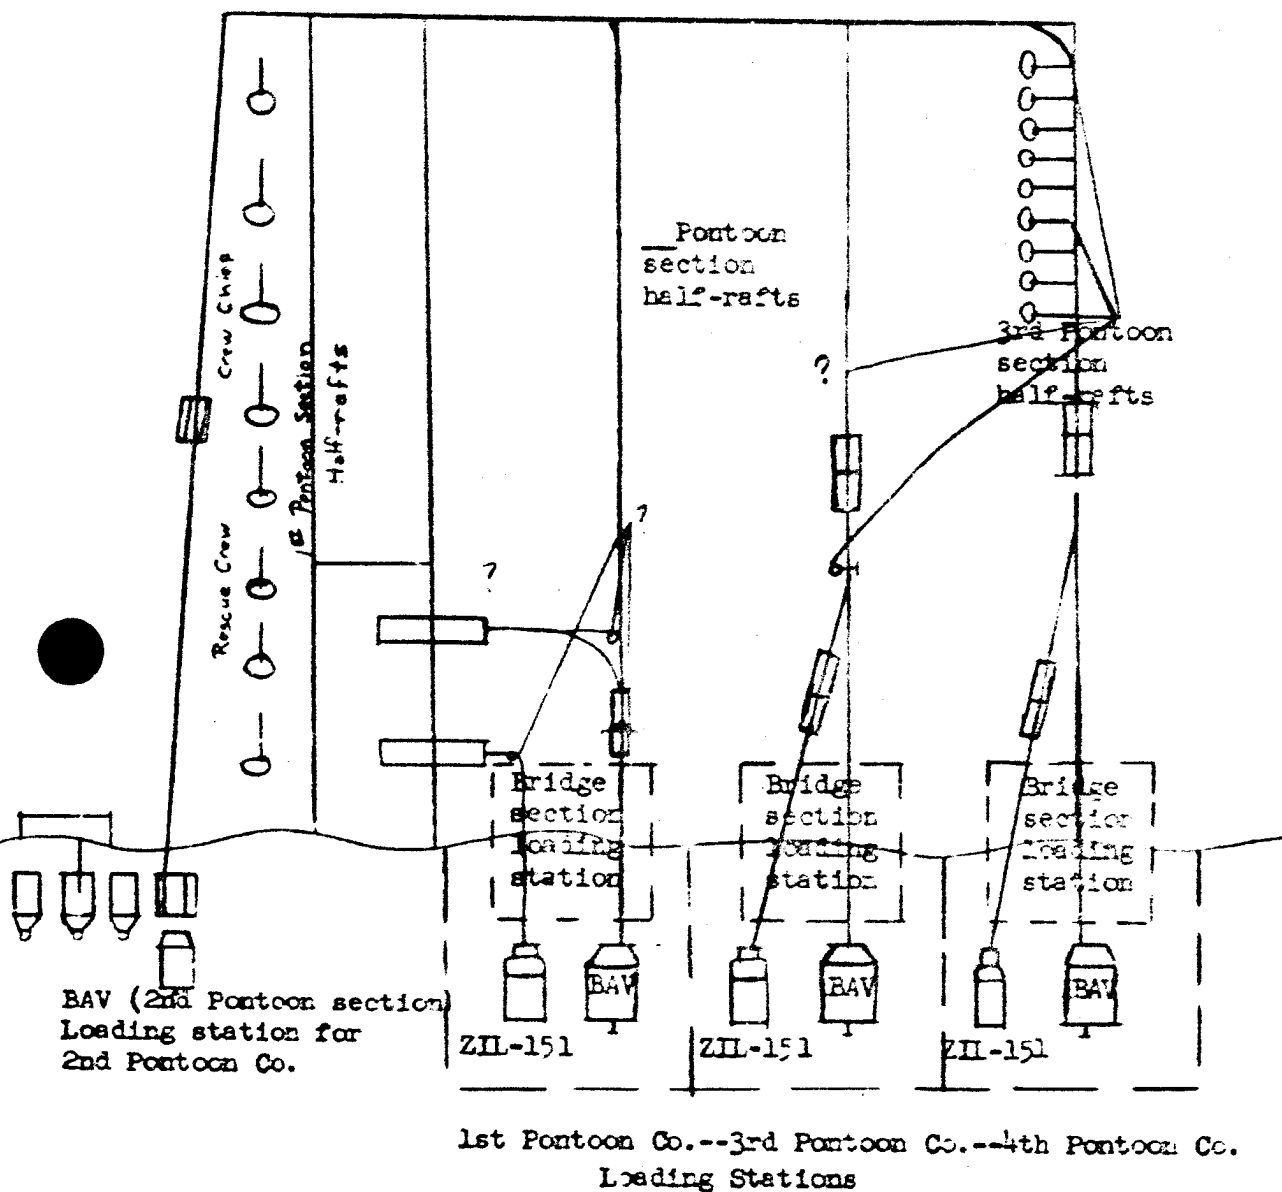 __Pontoon
section
half-rafts
3rd Pontoon
section
half-rafts
?
?
?
Crew Chief
Rescue Crew
Pontoon Section
Half-rafts
Bridge
section
loading
station
Bridge
section
loading
station
Bridge
section
loading
station
BAV
BAV
BAV
BAV (2nd Pontoon section)
Loading station for
2nd Pontoon Co.
ZIL-151
ZIL-151
ZIL-151
1st Pontoon Co.--3rd Pontoon Co.--4th Pontoon Co.
Loading Stations